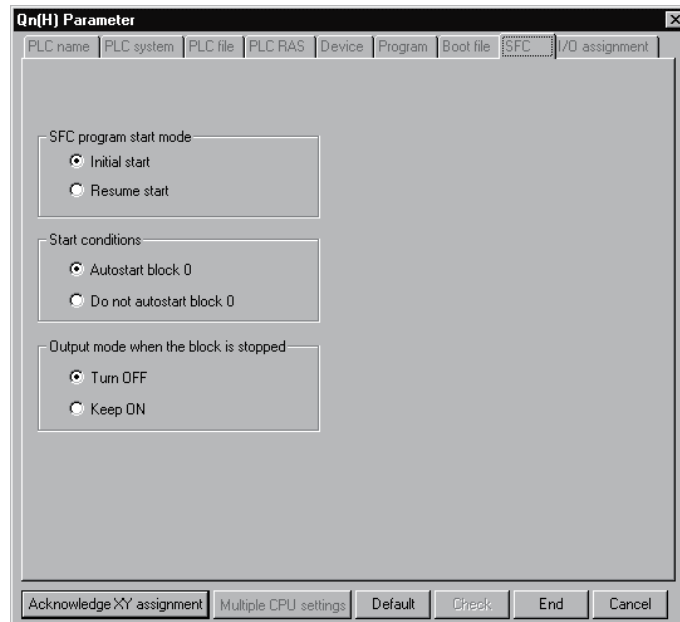 Qn(H) Parameter
PLC name PLC system PLC file PLC RAS Device Program Boot file SFC I/O assignment
SFC program start mode
Initial start
Resume start
Start conditions
Autostart block 0
Do not autostart block 0
Output mode when the block is stopped
Turn OFF
Keep ON
Acknowledge XY assignment Multiple CPU settings Default Check End Cancel